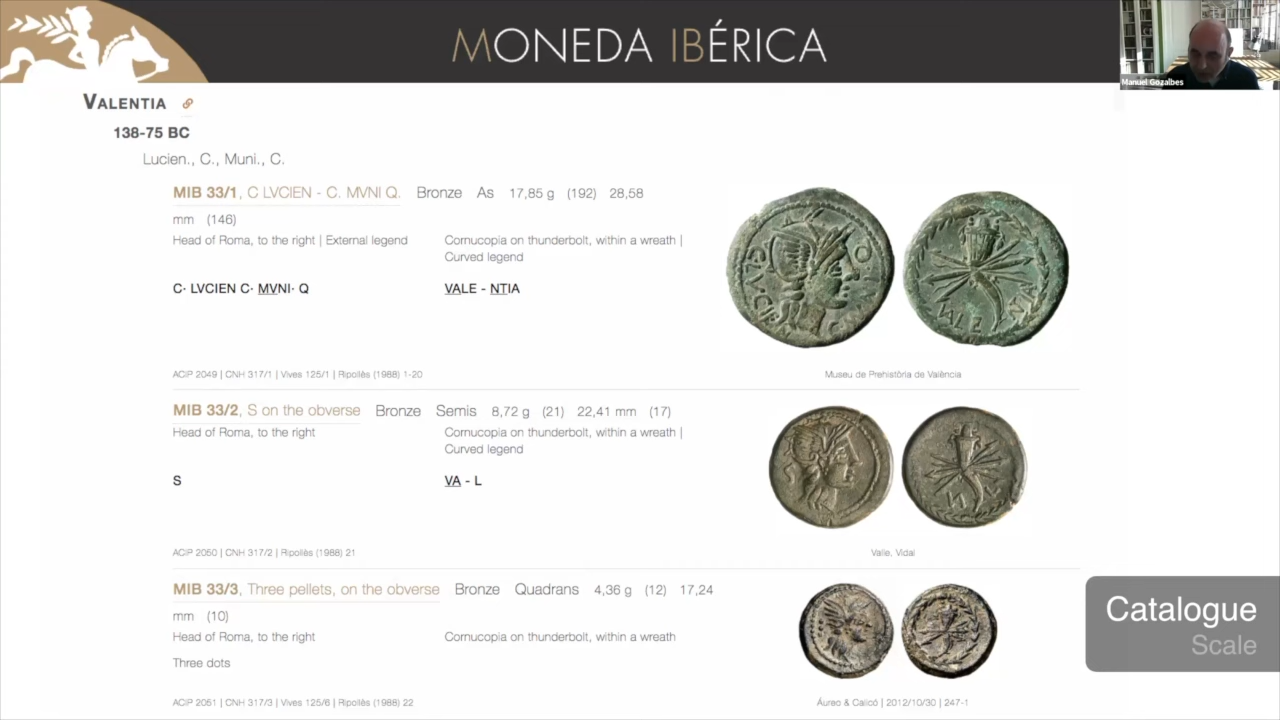 MONEDA IBÉRICA
Manuel Gozalbes
VALENTIA
138-75 BC
Lucien., C., Muni., C.
MIB 33/1, C LVCIEN - C. MVNI Q. Bronze As 17,85 g (192) 28,58
mm (146)
Head of Roma, to the right | External legend
Cornucopia on thunderbolt, within a wreath |
Curved legend
C· LVCIEN C· MVNI· Q
VALE - NTIA
ACIP 2049 | CNH 317/1 | Vives 125/1 | Ripollès (1988) 1-20
Museu de Prehistòria de València
MIB 33/2, S on the obverse Bronze Semis 8,72 g (21) 22,41 mm (17)
Head of Roma, to the right
Cornucopia on thunderbolt, within a wreath |
Curved legend
S
VA - L
ACIP 2050 | CNH 317/2 | Ripollès (1988) 21
Valle, Vidal
MIB 33/3, Three pellets, on the obverse Bronze Quadrans 4,36 g (12) 17,24
mm (10)
Head of Roma, to the right
Cornucopia on thunderbolt, within a wreath
Three dots
ACIP 2051 | CNH 317/3 | Vives 125/6 | Ripollès (1988) 22
Áureo & Calicó | 2012/10/30 | 247-1
Catalogue
Scale